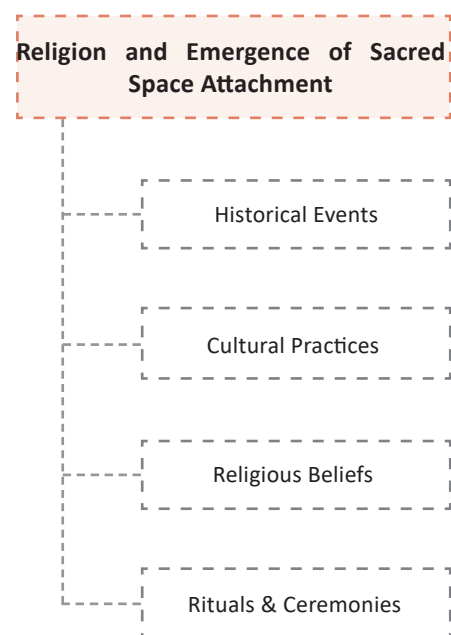 Religion and Emergence of Sacred
Space Attachment
Historical Events
Cultural Practices
Religious Beliefs
Rituals & Ceremonies